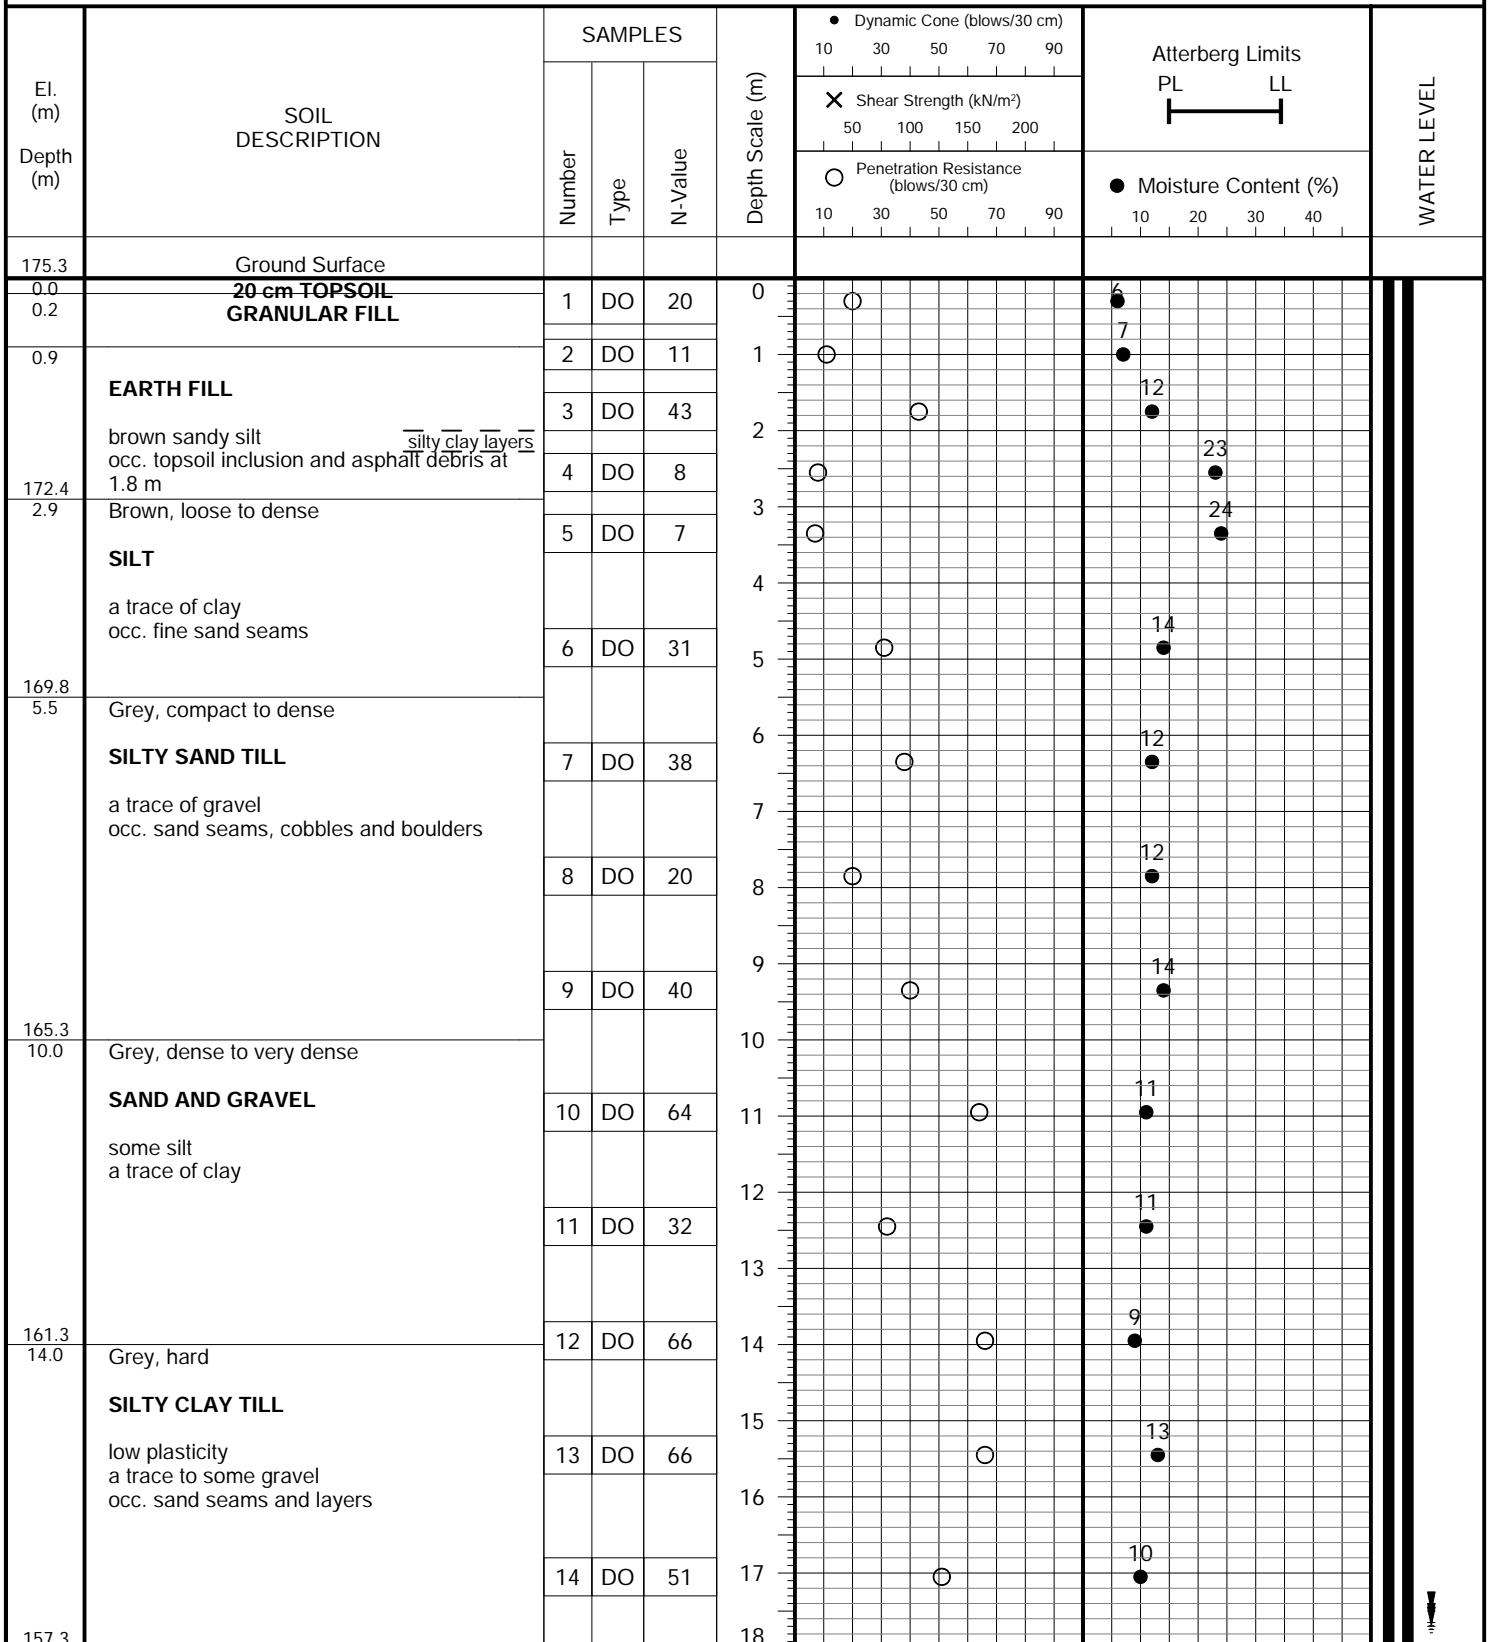 El.
(m)
Depth
(m)
SOIL
DESCRIPTION
SAMPLES
Number
Type
N-Value
Depth Scale (m)
Dynamic Cone (blows/30 cm)
10 30 50 70 90
Shear Strength (kN/m²)
50 100 150 200
Penetration Resistance
(blows/30 cm)
10 30 50 70 90
Atterberg Limits
PL LL
Moisture Content (%)
10 20 30 40
WATER LEVEL
175.3 Ground Surface
0.0 20 cm TOPSOIL 0
0.2 GRANULAR FILL 1 DO 20 6
0.9 2 DO 11 1 7
EARTH FILL 12
3 DO 43 2
brown sandy silt silty clay layers 23
occ. topsoil inclusion and asphalt debris at
1.8 m 4 DO 8
172.4
2.9 Brown, loose to dense 3 24
5 DO 7
SILT
4
a trace of clay
occ. fine sand seams 14
6 DO 31 5
169.8
5.5 Grey, compact to dense
6 12
SILTY SAND TILL 7 DO 38
a trace of gravel 7
occ. sand seams, cobbles and boulders
12
8 DO 20 8
9 14
9 DO 40
165.3
10.0 Grey, dense to very dense 10
SAND AND GRAVEL 11
10 DO 64 11
some silt
a trace of clay
12 11
11 DO 32
13
9
161.3 12 DO 66 14
14.0 Grey, hard
SILTY CLAY TILL
15 13
low plasticity 13 DO 66
a trace to some gravel
occ. sand seams and layers 16
10
14 DO 51 17
157.3 18